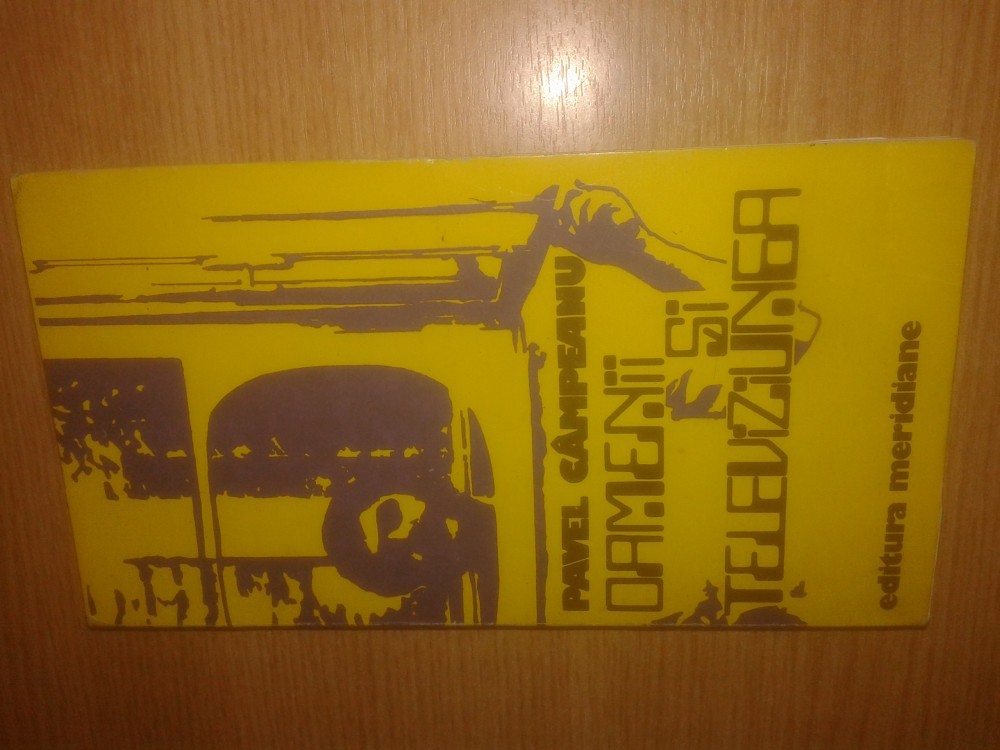 PAVEL CÂMPEANU
OAMENII
ȘI
TELEVIZIUNEA
editura meridiane